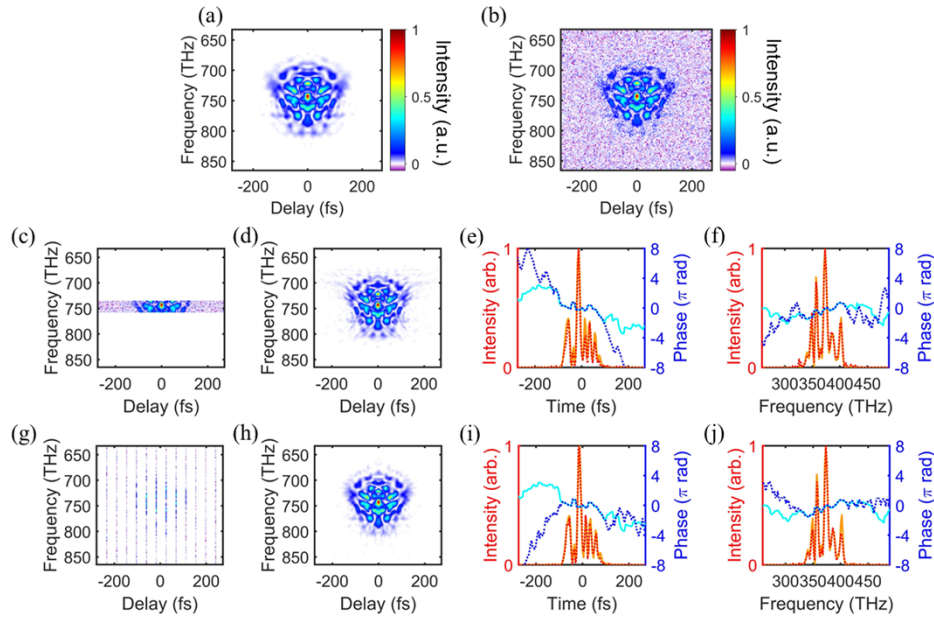 (a)
(b)
Frequency (THz)
650
700
750
800
850
-200
0
200
Delay (fs)
1
0.5
0
Intensity (a.u.)
Frequency (THz)
650
700
750
800
850
-200
0
200
Delay (fs)
1
0.5
0
Intensity (a.u.)
(c)
(d)
(e)
(f)
Frequency (THz)
650
700
750
800
850
-200
0
200
Delay (fs)
Frequency (THz)
650
700
750
800
850
-200
0
200
Delay (fs)
Intensity (arb.)
1
0
-200
0
200
Time (fs)
8
4
0
-4
-8
Phase (π rad)
Intensity (arb.)
1
0
300350400450
Frequency (THz)
8
4
0
-4
-8
Phase (π rad)
(g)
(h)
(i)
(j)
Frequency (THz)
650
700
750
800
850
-200
0
200
Delay (fs)
Frequency (THz)
650
700
750
800
850
-200
0
200
Delay (fs)
Intensity (arb.)
1
0
-200
0
200
Time (fs)
8
4
0
-4
-8
Phase (π rad)
Intensity (arb.)
1
0
300350400450
Frequency (THz)
8
4
0
-4
-8
Phase (π rad)